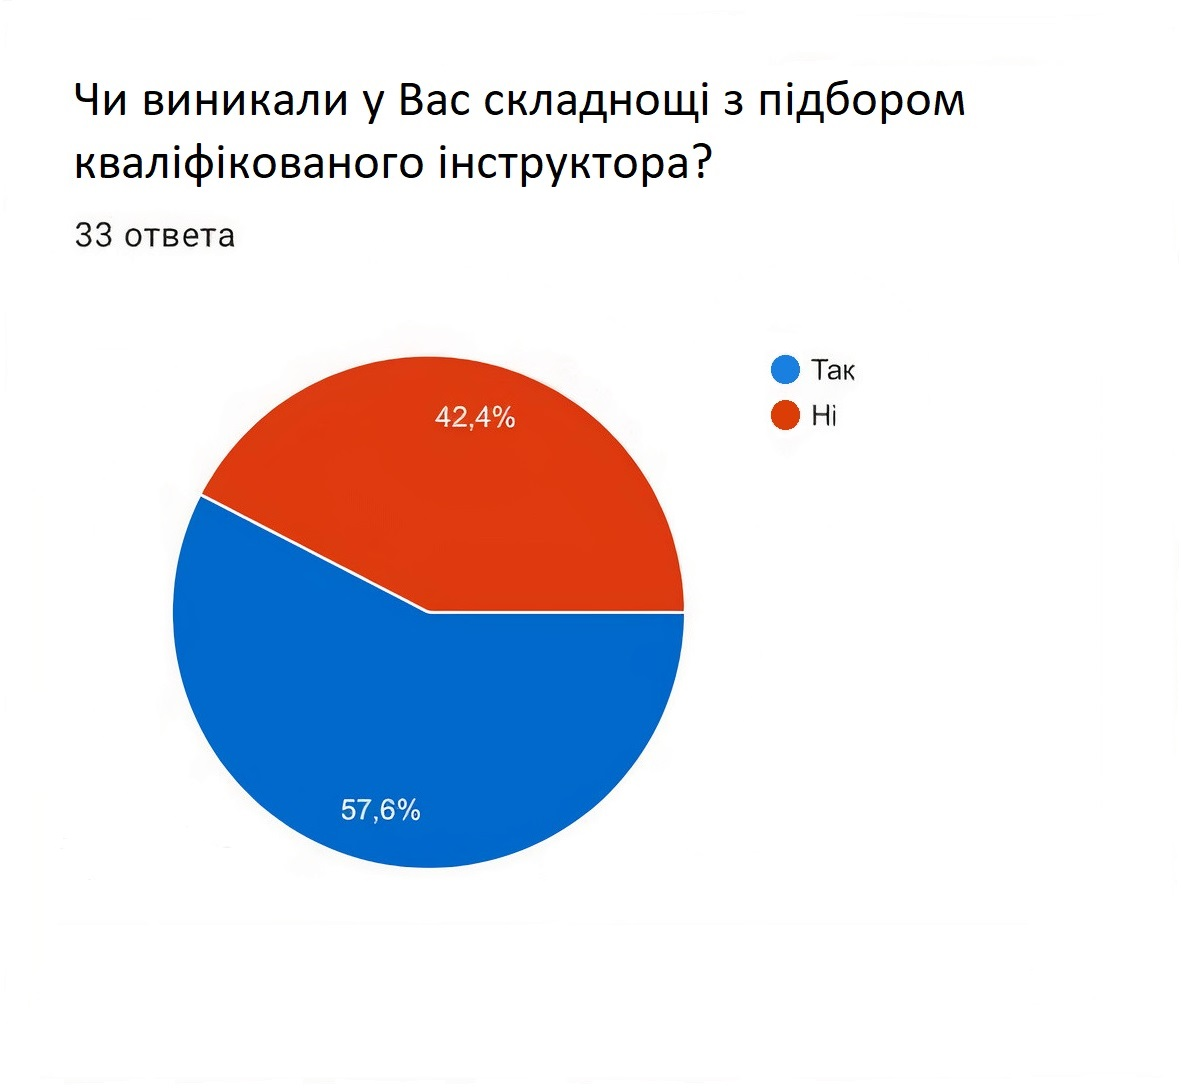 Чи виникали у Вас складнощі з підбором
кваліфікованого інструктора?
33 ответа
Так
Ні
42,4%
57,6%